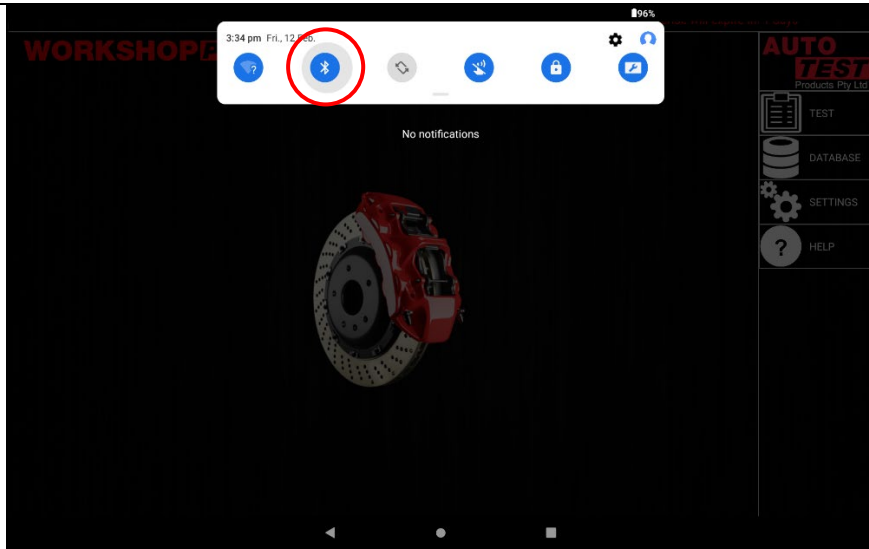 96%
3:34 pm Fri., 12 Feb.
WORKSHOP
AUTO
TEST
Products Pty Ltd
No notifications
TEST
DATABASE
SETTINGS
HELP